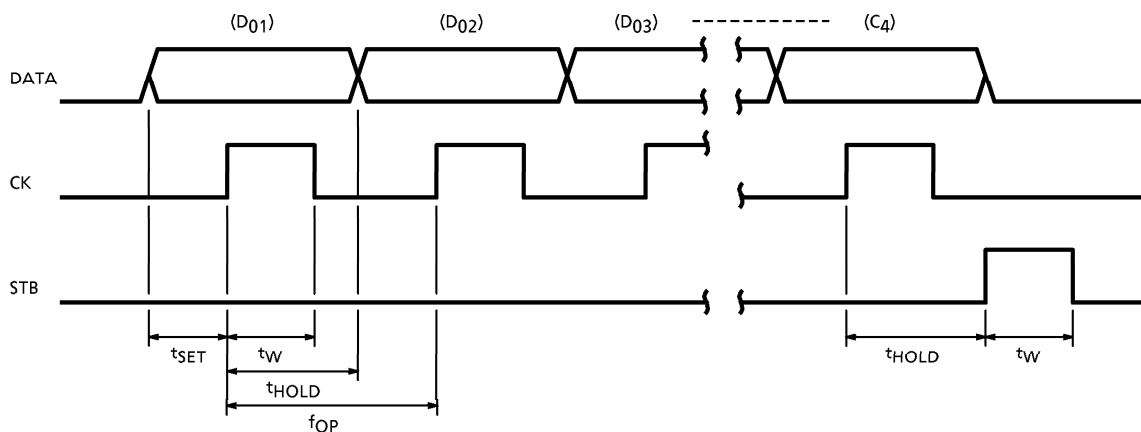 (D01) (D02) (D03) (C4)
DATA
CK
STB
tSET tW tHOLD tW
tHOLD
fOP